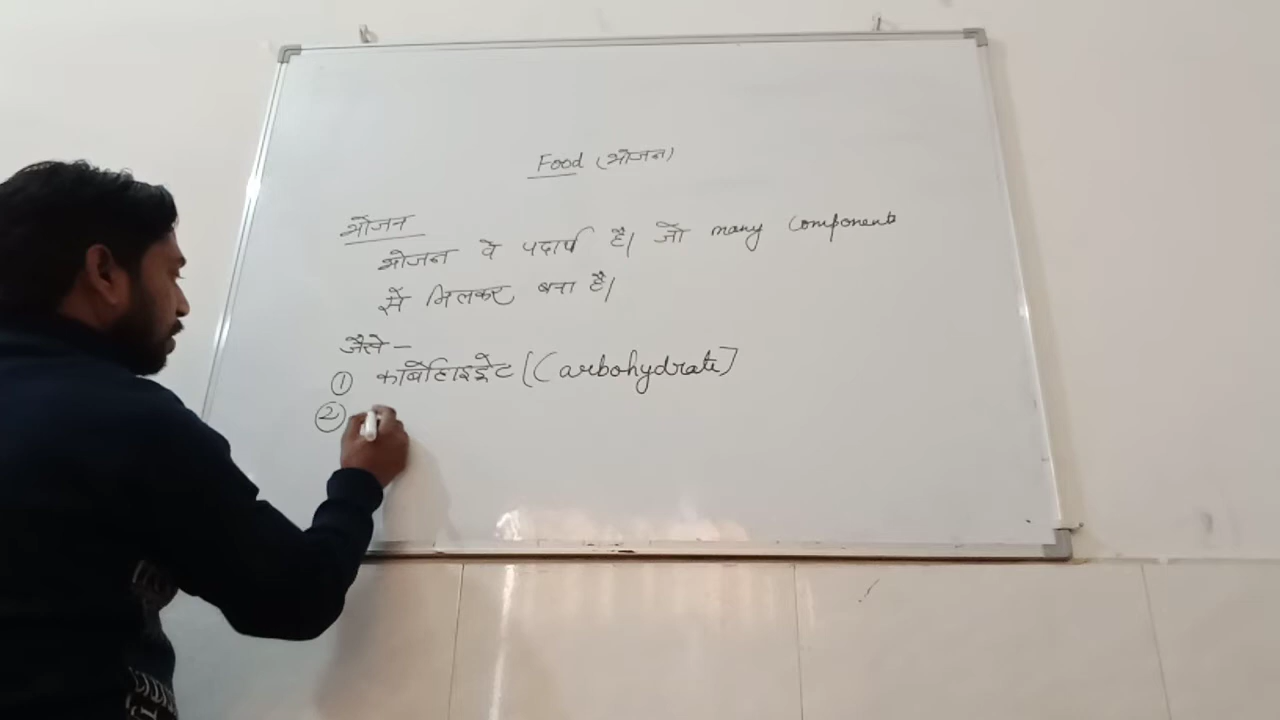 Food (भोजन)
भोजन
भोजन वे पदार्थ है। जो many components
से मिलकर बना है।
जैसे—
① कार्बोहाइड्रेट [Carbohydrate]
②